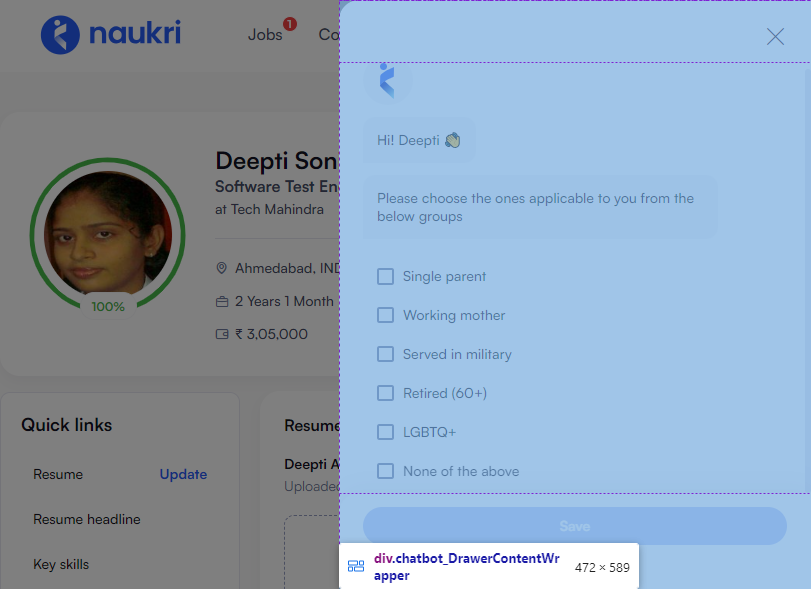 naukri
Jobs 1
Co
Deepti Son
Software Test En
at Tech Mahindra
Ahmedabad, IND
2 Years 1 Month
₹ 3,05,000
100%
Quick links
Resume Update
Resume headline
Key skills
Resume
Deepti A
Uploaded
Hi! Deepti 👏
Please choose the ones applicable to you from the
below groups
Single parent
Working mother
Served in military
Retired (60+)
LGBTQ+
None of the above
Save
div.chatbot_DrawerContentWr
apper
472 × 589